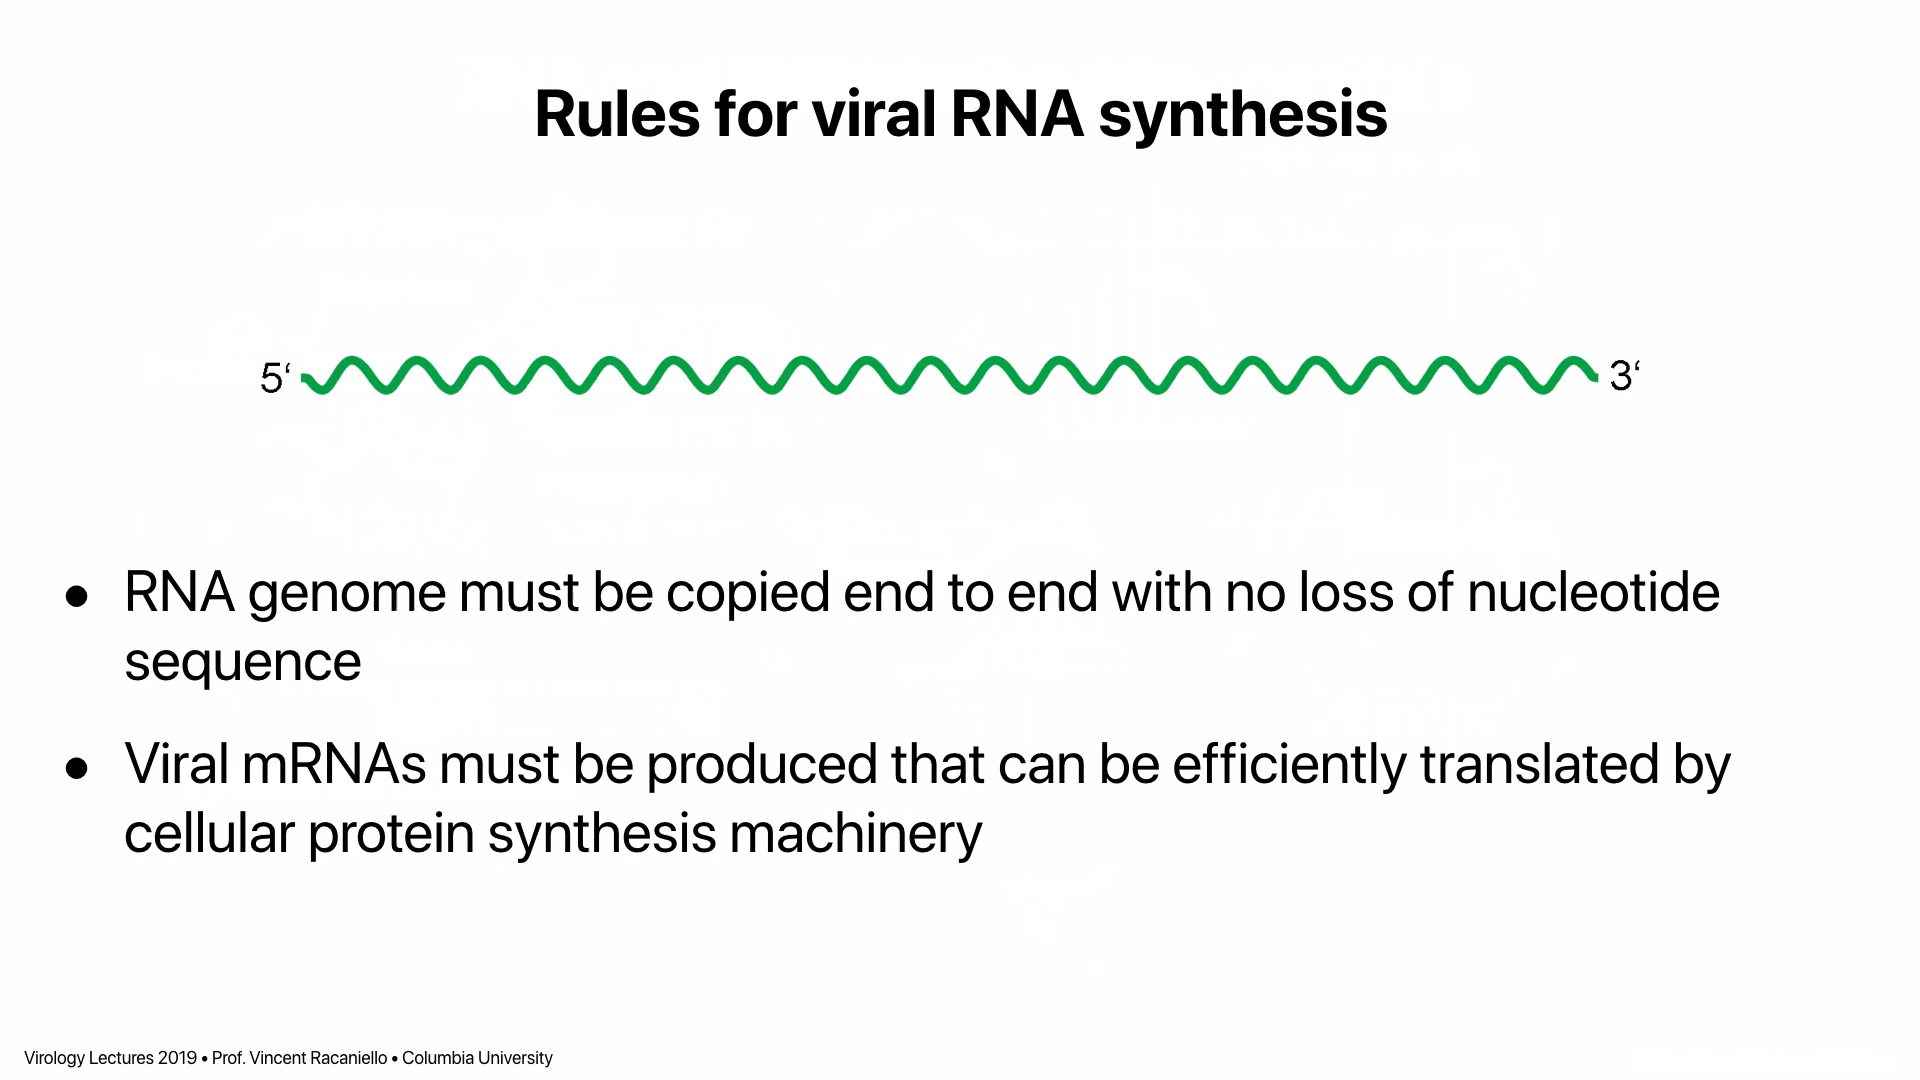 Rules for viral RNA synthesis
5‘
3‘
● RNA genome must be copied end to end with no loss of nucleotide
sequence
● Viral mRNAs must be produced that can be efficiently translated by
cellular protein synthesis machinery
Virology Lectures 2019 • Prof. Vincent Racaniello • Columbia University